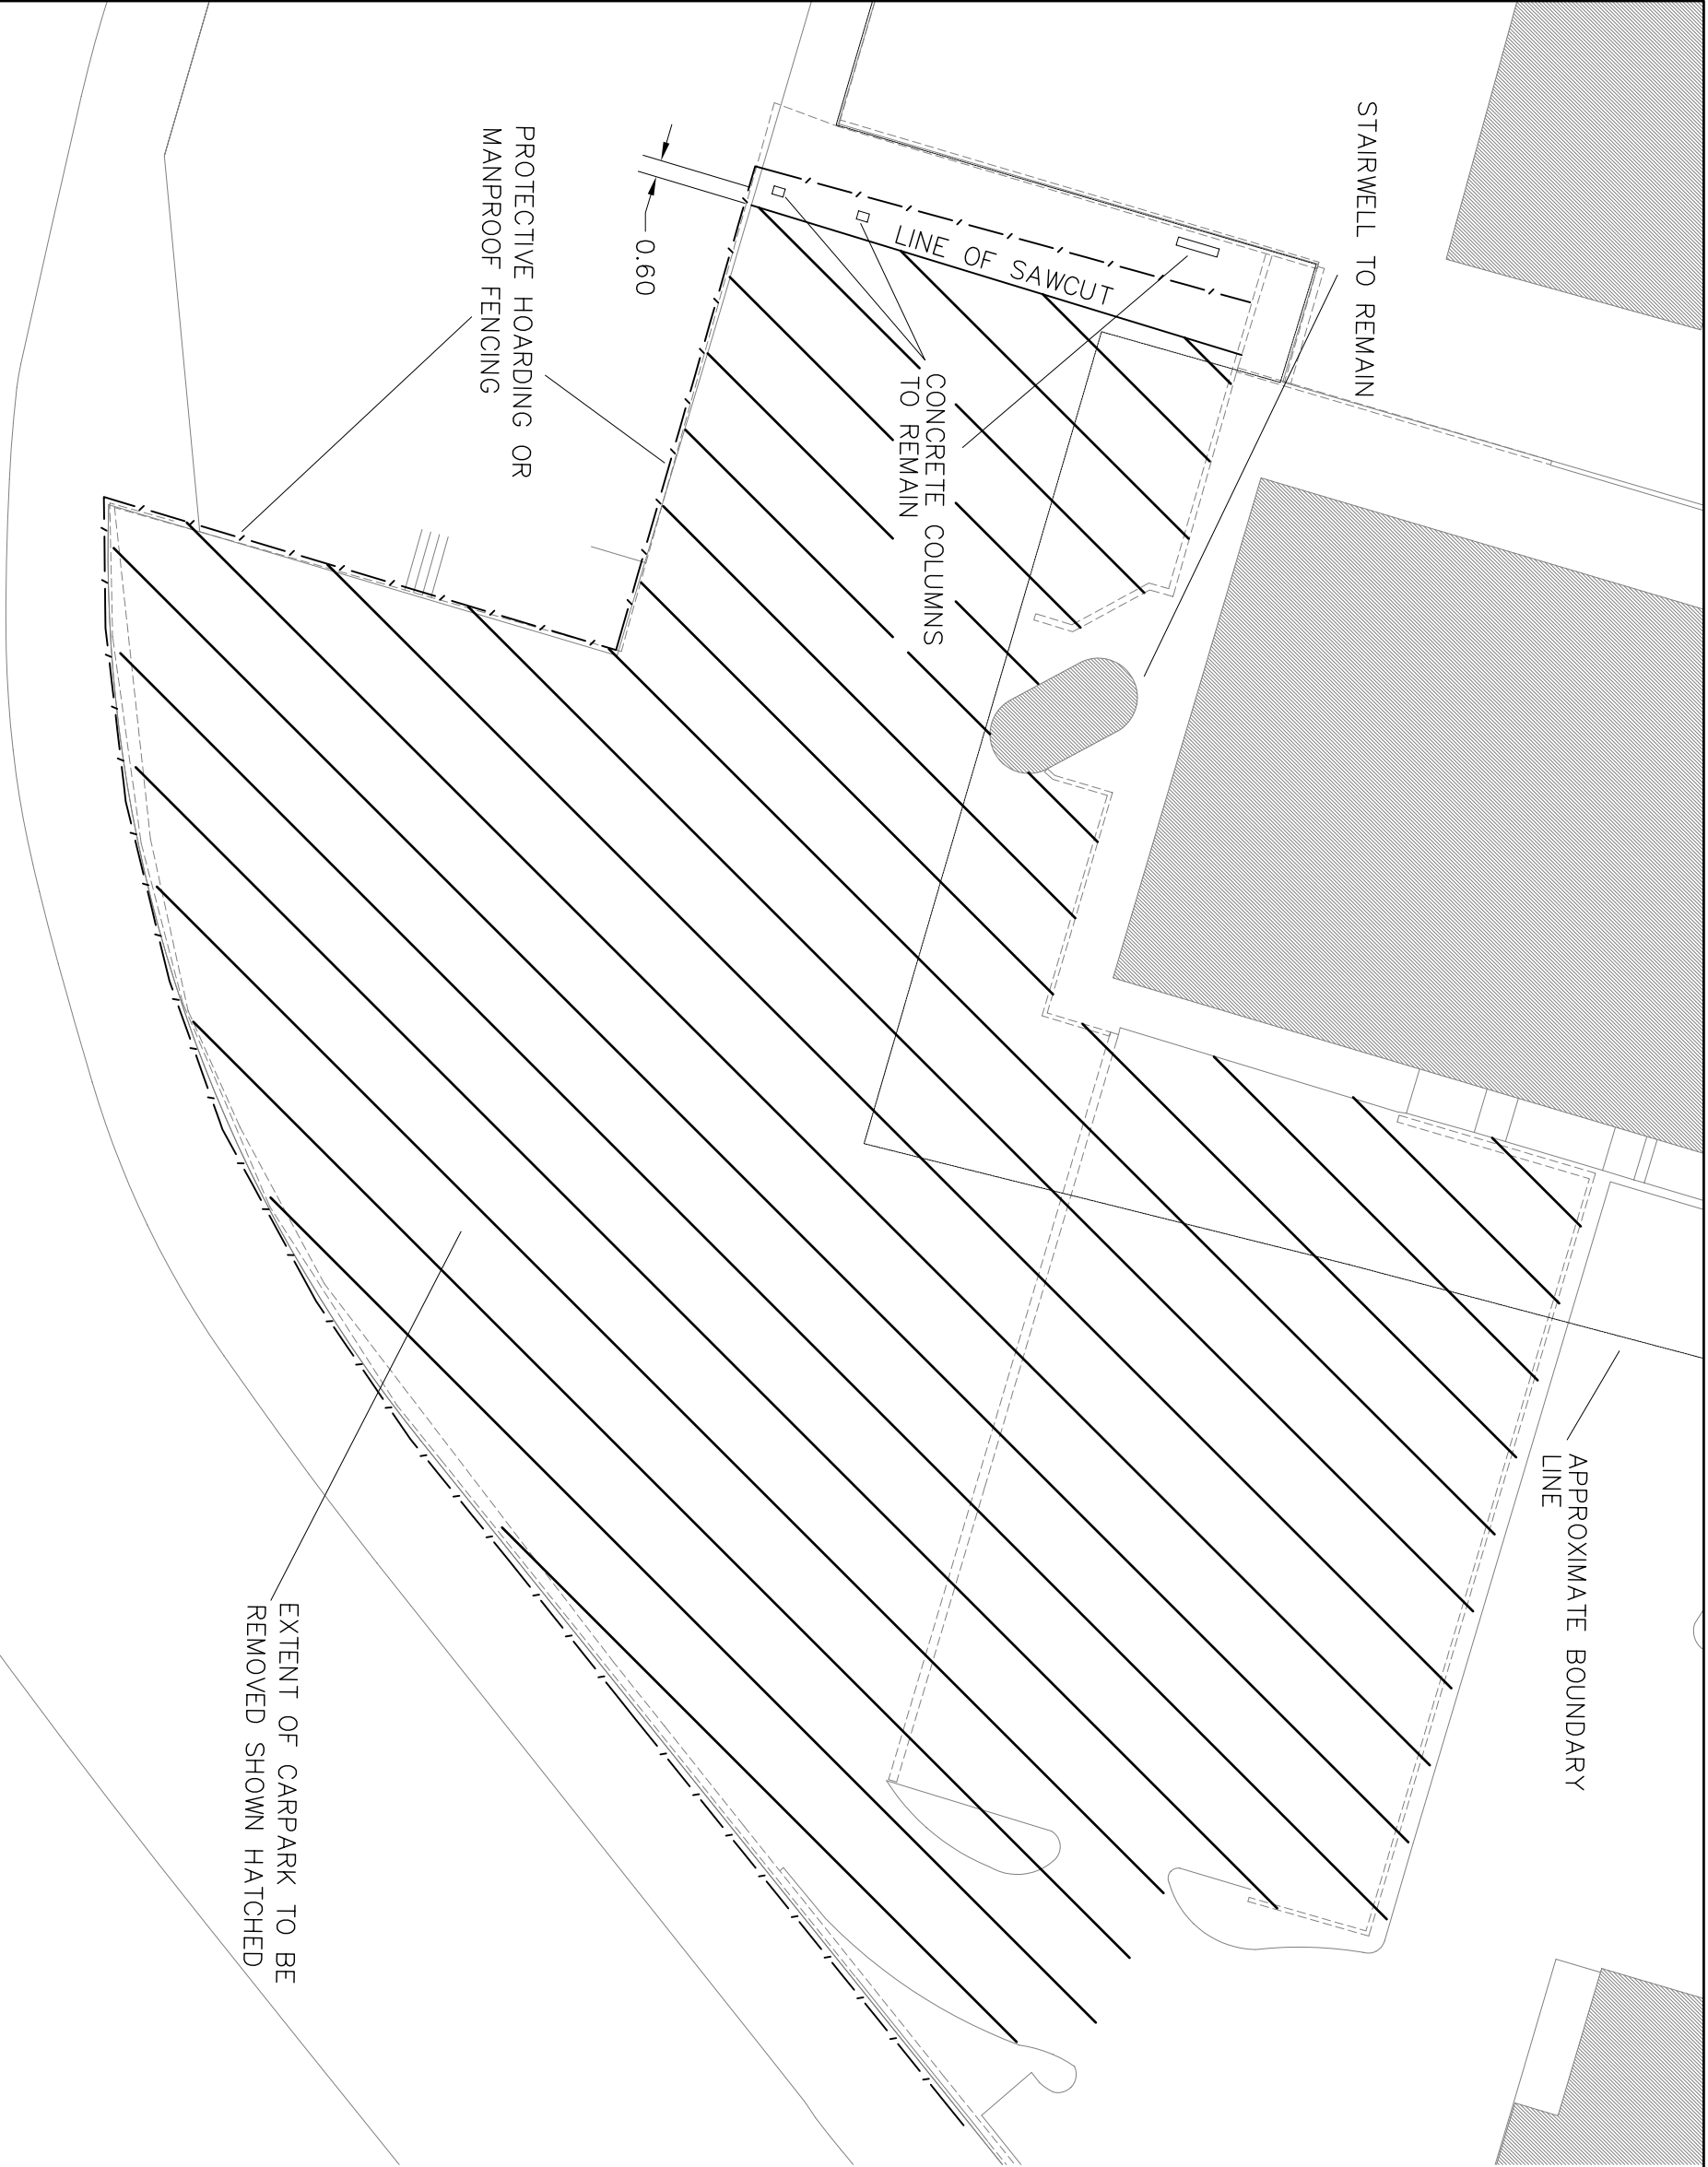 STAIRWELL TO REMAIN
APPROXIMATE BOUNDARY
LINE
LINE OF SAWCUT
CONCRETE COLUMNS
TO REMAIN
0.60
PROTECTIVE HOARDING OR
MANPROOF FENCING
EXTENT OF CARPARK TO BE
REMOVED SHOWN HATCHED